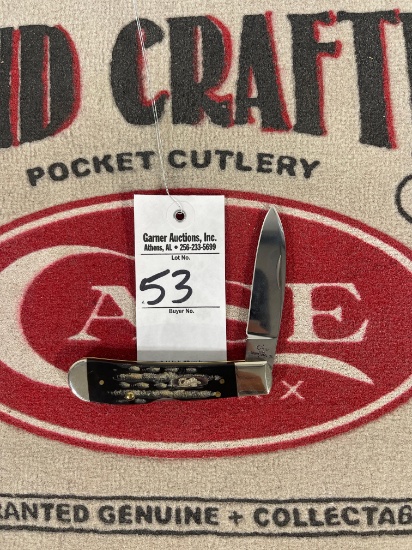 ND CRAFT
POCKET CUTLERY
Garner Auctions, Inc.
Athens, AL • 256-233-5699
Lot No.
53
Buyer No.
CASE
X
RANTED GENUINE + COLLECTAB